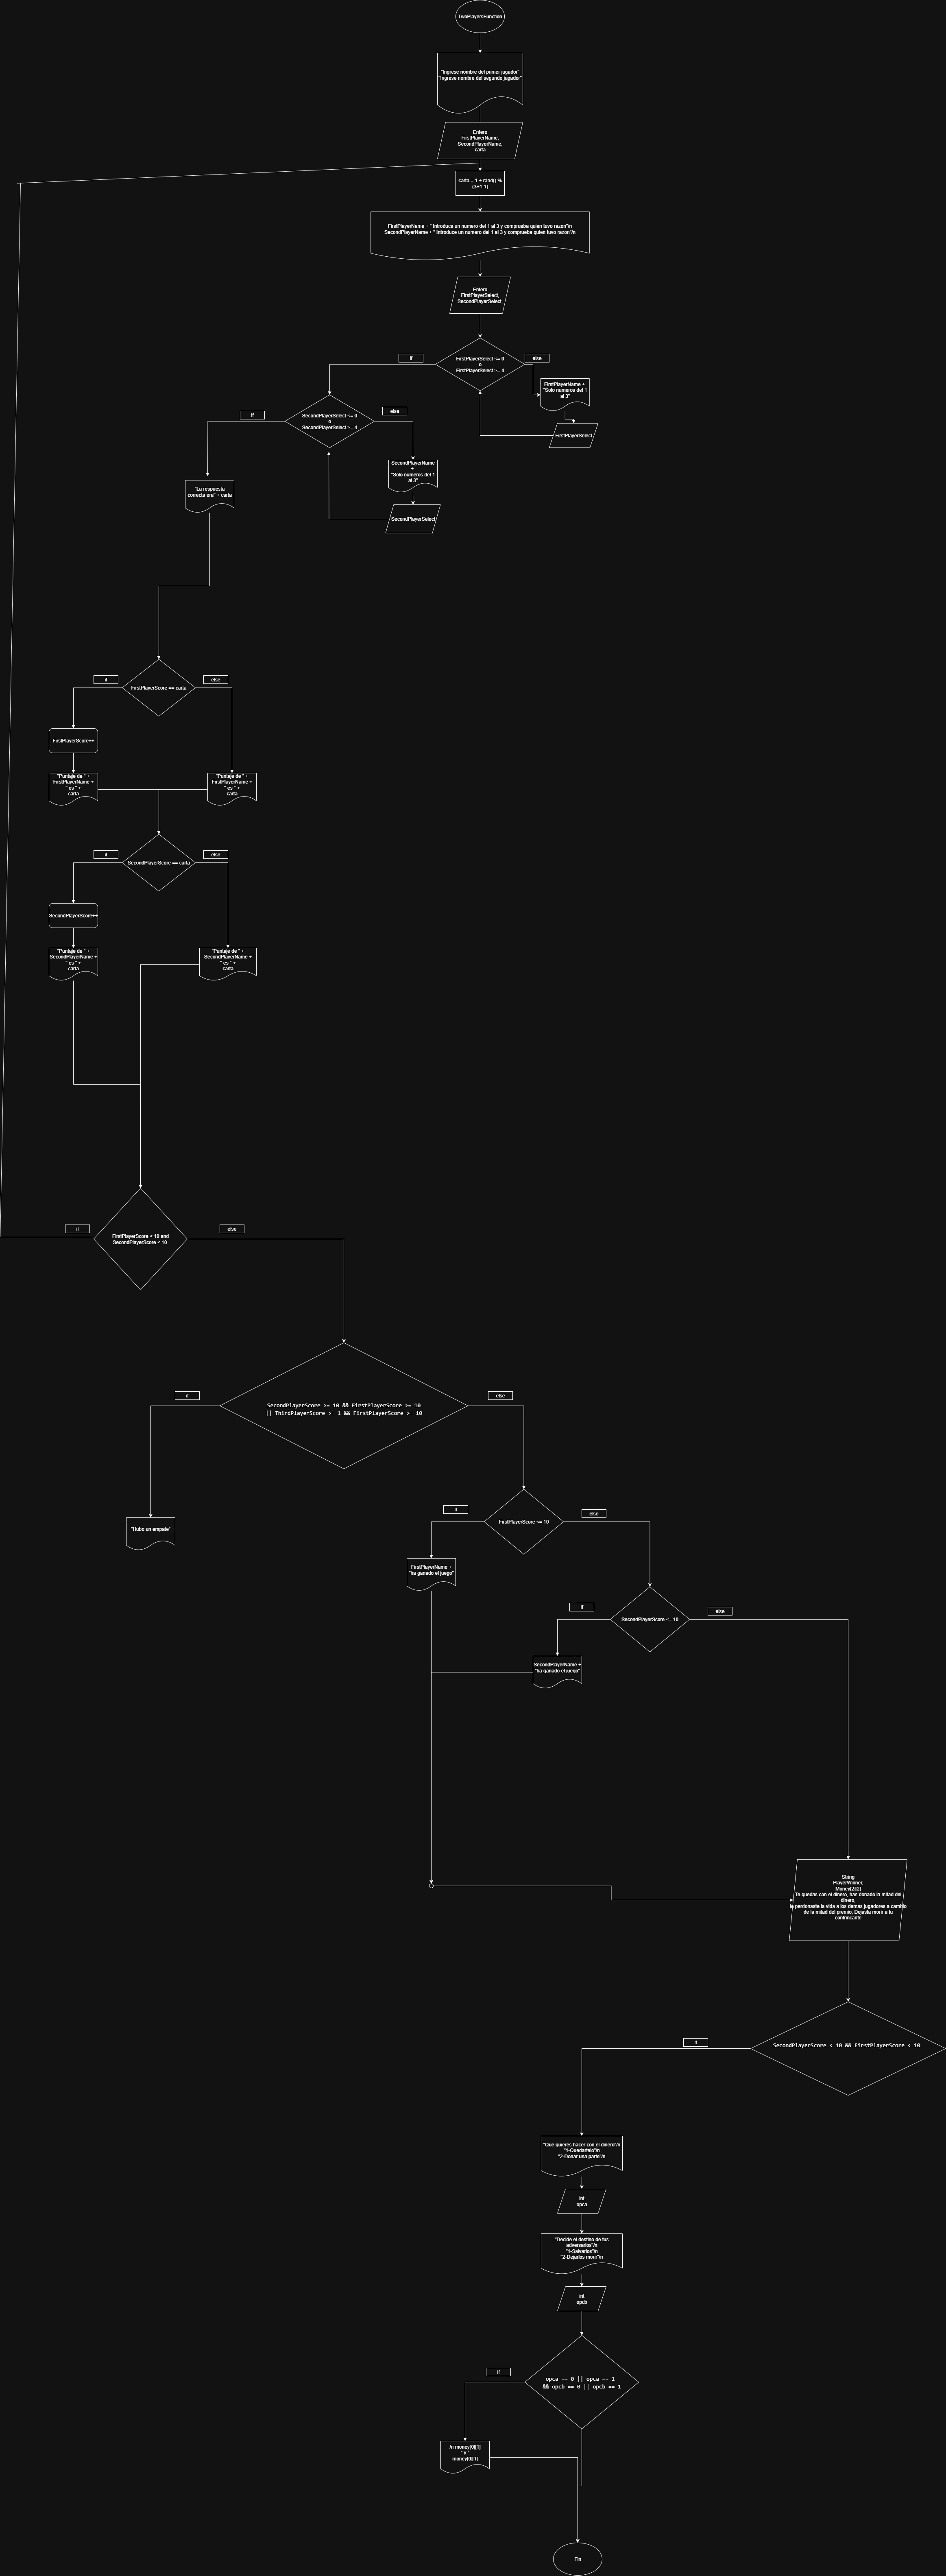 TwoPlayersFunction
"Ingrese nombre del primer jugador"
"Ingrese nombre del segundo jugador"
Entero
FirstPlayerName,
SecondPlayerName,
carta
carta = 1 + rand() %
(3+1-1)
FirstPlayerName + " Introduce un numero del 1 al 3 y comprueba quien tuvo razon"/n
SecondPlayerName + " Introduce un numero del 1 al 3 y comprueba quien tuvo razon"/n
Entero
FirstPlayerSelect,
SecondPlayerSelect,
if
FirstPlayerSelect <= 0
o
FirstPlayerSelect >= 4
else
FirstPlayerName +
"Solo numeros del 1
al 3"
FirstPlayerSelect
if
SecondPlayerSelect <= 0
o
SecondPlayerSelect >= 4
else
SecondPlayerName
+
"Solo numeros del 1
al 3"
SecondPlayerSelect
"La respuesta
correcta era" + carta
if
FirstPlayerScore == carta
else
FirstPlayerScore++
"Puntaje de " +
FirstPlayerName +
" es " +
carta
"Puntaje de " +
FirstPlayerName +
" es " +
carta
if
SecondPlayerScore == carta
else
SecondPlayerScore++
"Puntaje de " +
SecondPlayerName +
" es " +
carta
"Puntaje de " +
SecondPlayerName +
" es " +
carta
if
FirstPlayerScore < 10 and
SecondPlayerScore < 10
else
if
SecondPlayerScore >= 10 && FirstPlayerScore >= 10
|| ThirdPlayerScore >= 1 && FirstPlayerScore >= 10
else
"Hubo un empate"
if
FirstPlayerScore <= 10
else
FirstPlayerName +
"ha ganado el juego"
if
SecondPlayerScore <= 10
else
SecondPlayerName +
"ha ganado el juego"
String
PlayerWinner,
Money[2][2]
Te quedas con el dinero, has donado la mitad del
dinero,
le perdonaste la vida a los demas jugadores a cambio
de la mitad del premio, Dejasta morir a tu
contrincante
if
SecondPlayerScore < 10 && FirstPlayerScore < 10
"Que quieres hacer con el dinero"/n
"1-Quedartelo"/n
"2-Donar una parte"/n
int
opca
"Decide el destino de tus
adversarios"/n
"1-Salvarlos"/n
"2-Dejarlos morir"/n
int
opcb
if
opca == 0 || opca == 1
&& opcb == 0 || opcb == 1
/n money[0][1]
" y "
money[0][1]
Fin